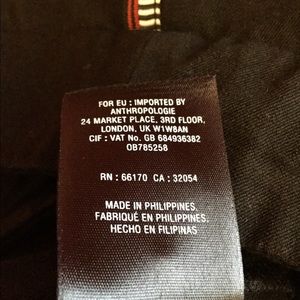 FOR EU : IMPORTED BY
ANTHROPOLOGIE
24 MARKET PLACE, 3RD FLOOR,
LONDON, UK W1W8AN
CIF : VAT No. GB 684936382
OB785258
RN : 66170 CA : 32054
MADE IN PHILIPPINES.
FABRIQUÉ EN PHILIPPINES.
HECHO EN FILIPINAS